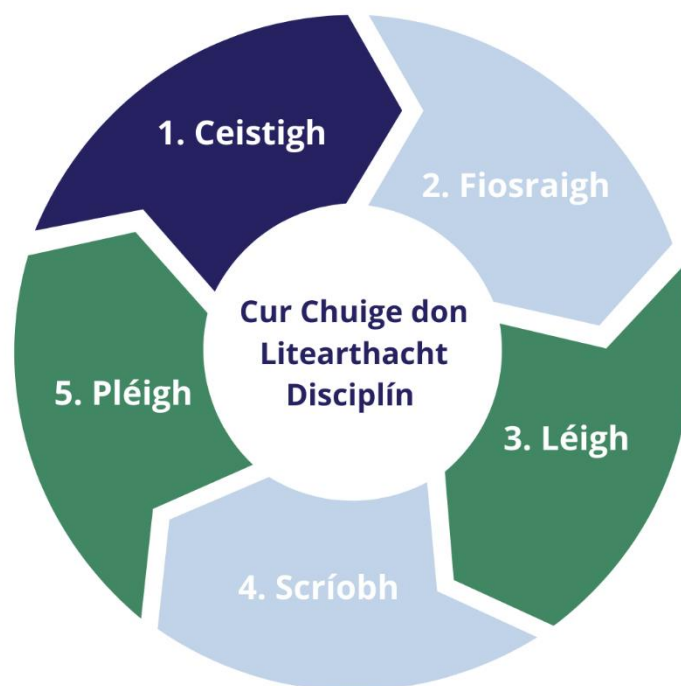 1. Ceistigh
2. Fiosraigh
Cur Chuige don
Litearthacht
Disciplín
5. Pléigh
3. Léigh
4. Scríobh